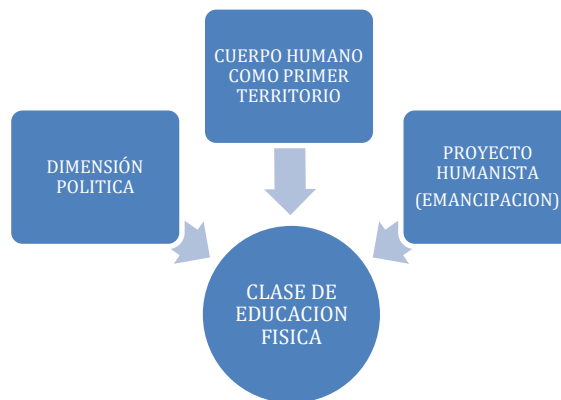 CUERPO HUMANO
COMO PRIMER
TERRITORIO
DIMENSIÓN
POLITICA
PROYECTO
HUMANISTA
(EMANCIPACION)
CLASE DE
EDUCACION
FISICA